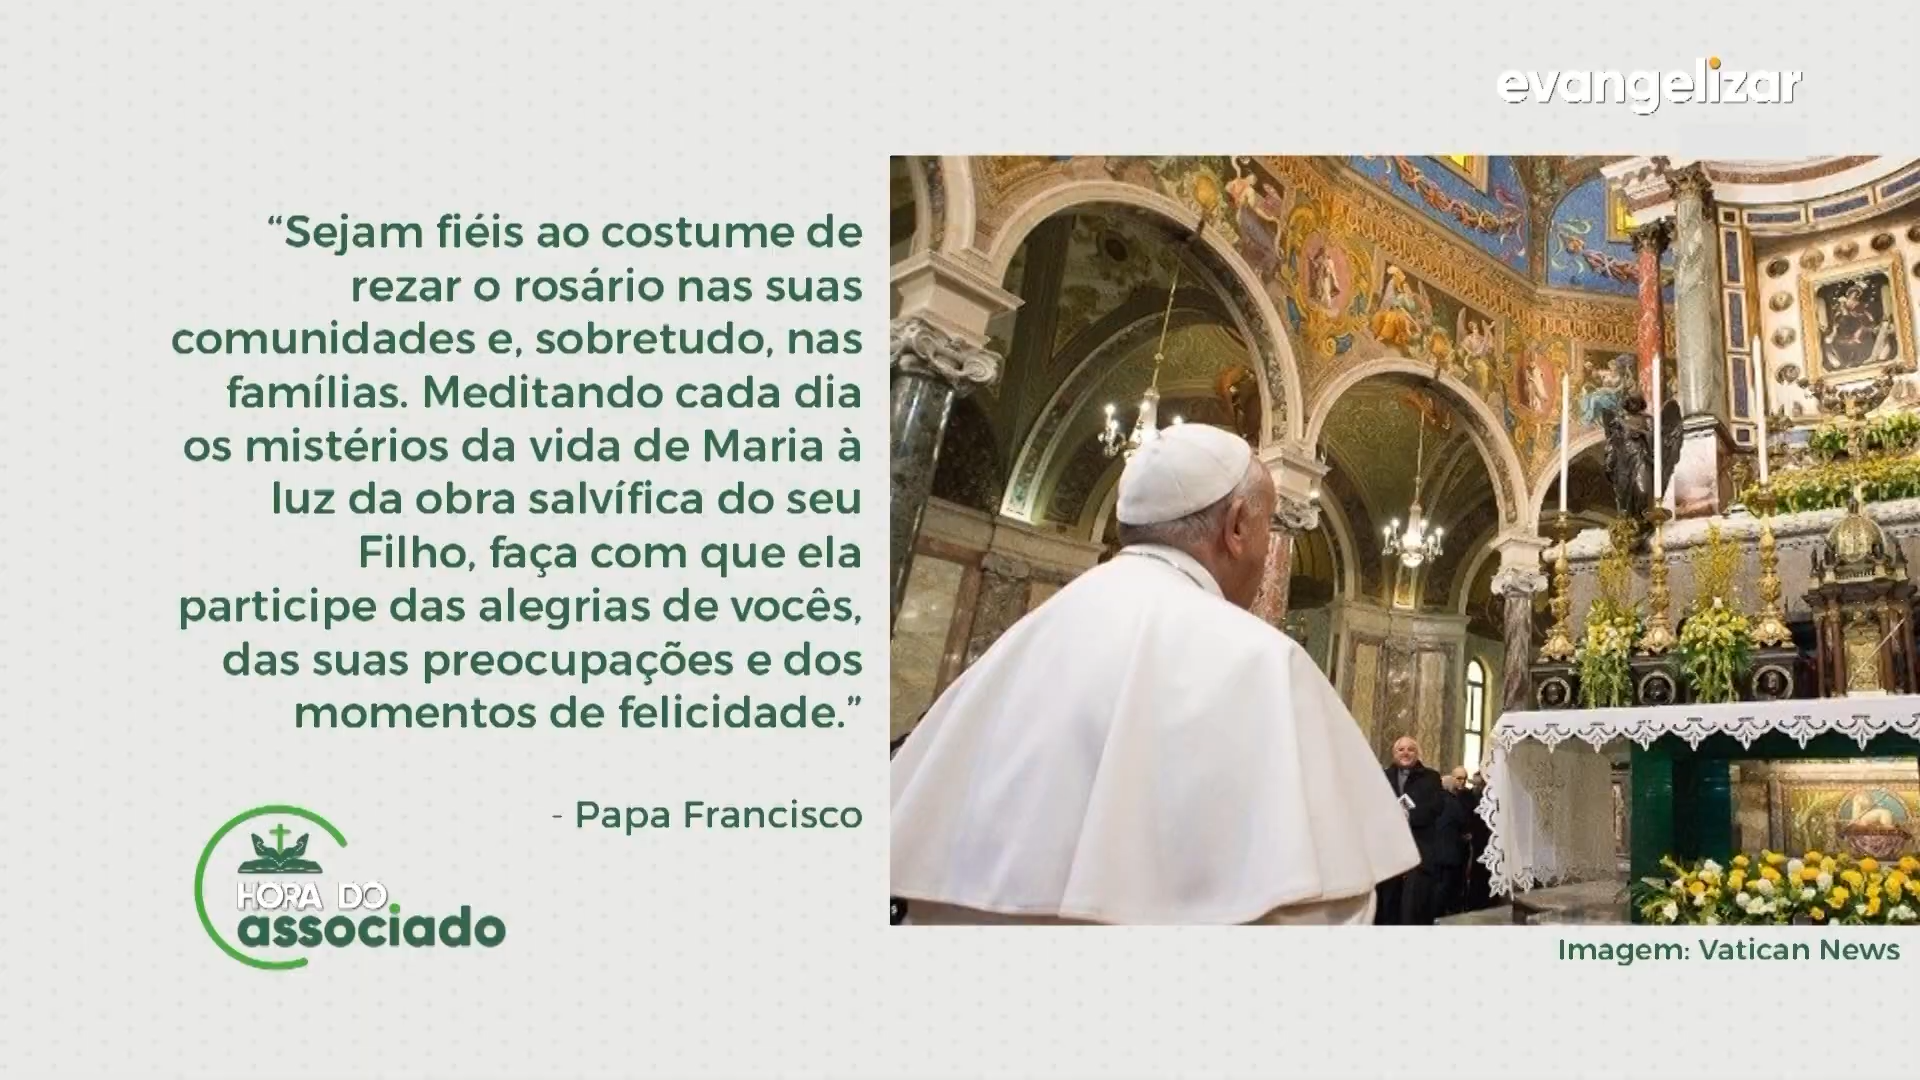 evangelizar
“Sejam fiéis ao costume de
rezar o rosário nas suas
comunidades e, sobretudo, nas
famílias. Meditando cada dia
os mistérios da vida de Maria à
luz da obra salvífica do seu
Filho, faça com que ela
participe das alegrias de vocês,
das suas preocupações e dos
momentos de felicidade.”
- Papa Francisco
HORA DO
associado
Imagem: Vatican News